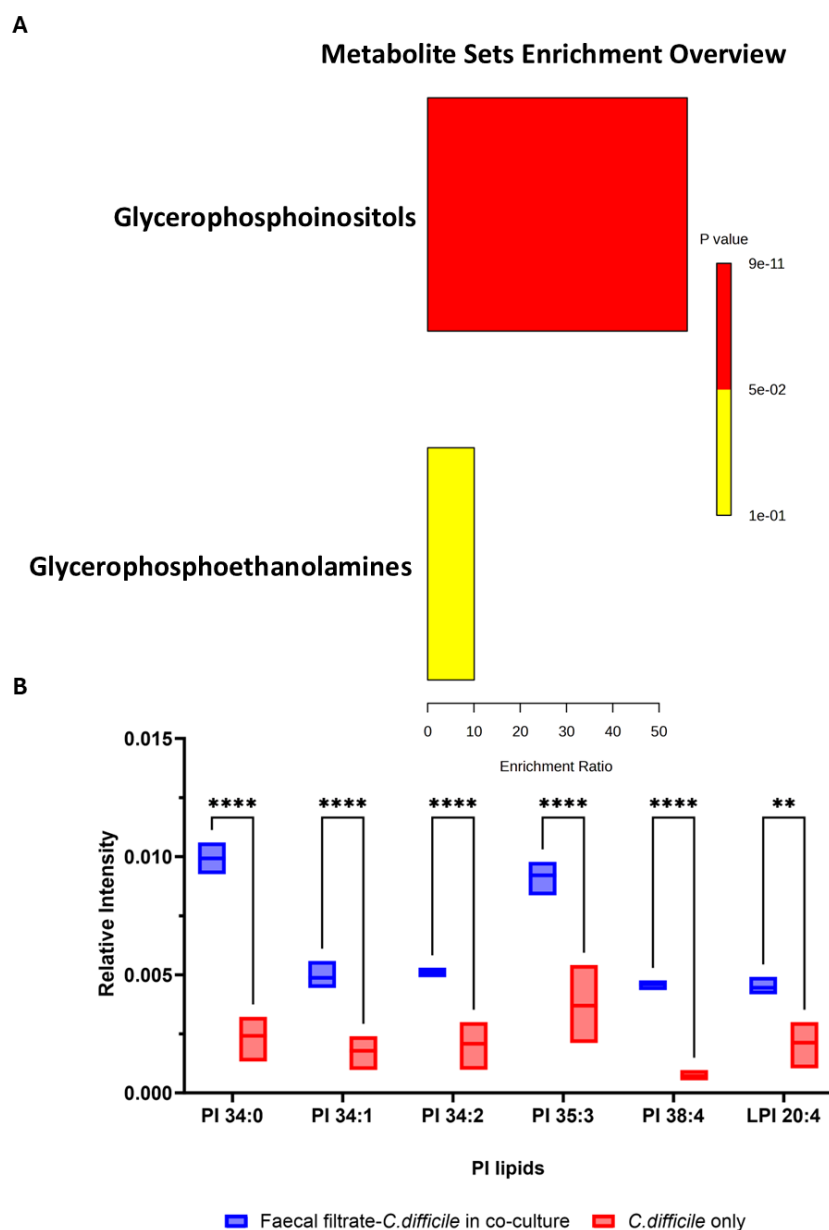 A
Metabolite Sets Enrichment Overview
Glycerophosphoinositols
P value
9e-11
5e-02
1e-01
Glycerophosphoethanolamines
0 10 20 30 40 50
Enrichment Ratio
B
Relative Intensity
0.015
0.010
0.005
0.000
**** **** **** **** **** **
PI 34:0 PI 34:1 PI 34:2 PI 35:3 PI 38:4 LPI 20:4
PI lipids
Faecal filtrate-C.difficile in co-culture C.difficile only